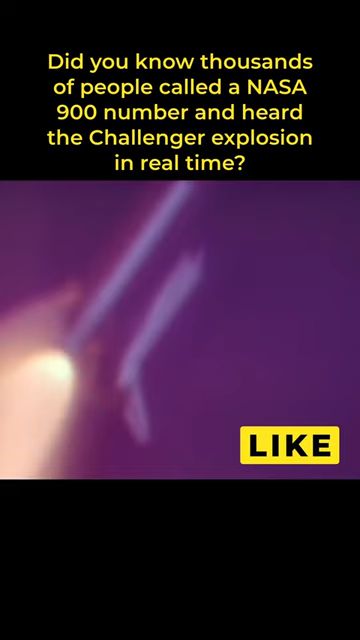 Did you know thousands
of people called a NASA
900 number and heard
the Challenger explosion
in real time?
LIKE